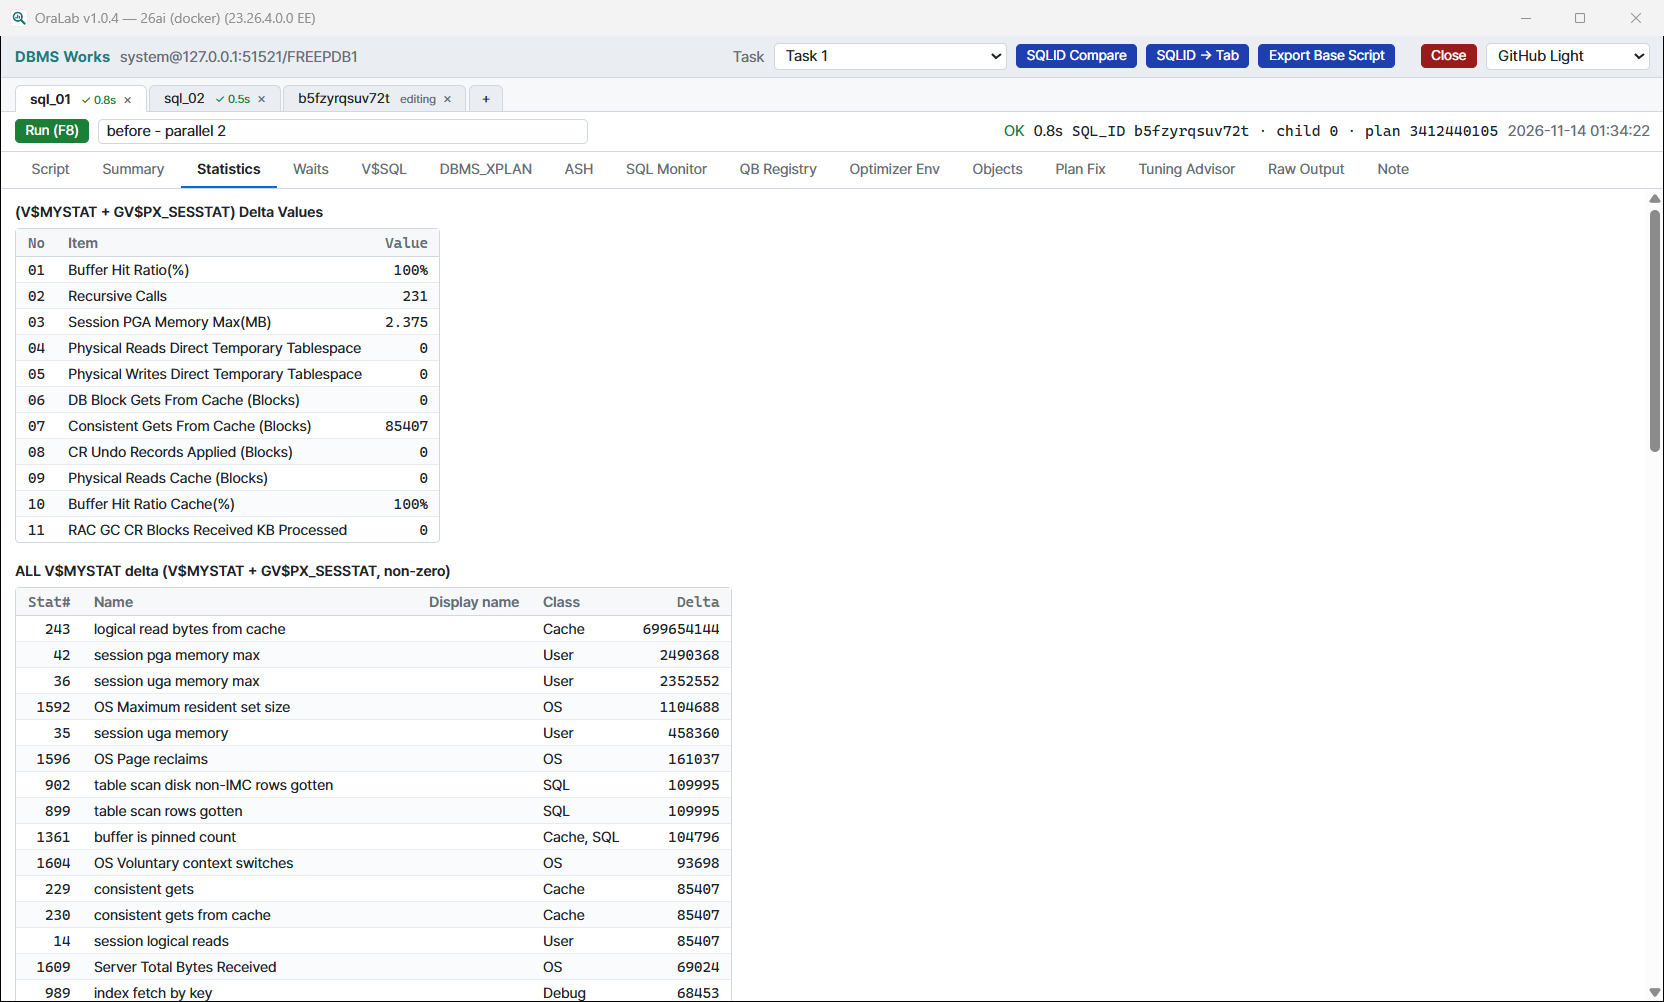 OraLab v1.0.4 — 26ai (docker) (23.26.4.0.0 EE)
DBMS Works system@127.0.0.1:51521/FREEPDB1 Task Task 1 SQLID Compare SQLID → Tab Export Base Script Close GitHub Light
sql_01 ✓ 0.8s × sql_02 ✓ 0.5s × b5fzyrqsuv72t editing × +
Run (F8) before - parallel 2 OK 0.8s SQL_ID b5fzyrqsuv72t · child 0 · plan 3412440105 2026-11-14 01:34:22
Script Summary Statistics Waits V$SQL DBMS_XPLAN ASH SQL Monitor QB Registry Optimizer Env Objects Plan Fix Tuning Advisor Raw Output Note
(V$MYSTAT + GV$PX_SESSTAT) Delta Values
No Item Value
01 Buffer Hit Ratio(%) 100%
02 Recursive Calls 231
03 Session PGA Memory Max(MB) 2.375
04 Physical Reads Direct Temporary Tablespace 0
05 Physical Writes Direct Temporary Tablespace 0
06 DB Block Gets From Cache (Blocks) 0
07 Consistent Gets From Cache (Blocks) 85407
08 CR Undo Records Applied (Blocks) 0
09 Physical Reads Cache (Blocks) 0
10 Buffer Hit Ratio Cache(%) 100%
11 RAC GC CR Blocks Received KB Processed 0
ALL V$MYSTAT delta (V$MYSTAT + GV$PX_SESSTAT, non-zero)
Stat# Name Display name Class Delta
243 logical read bytes from cache Cache 699654144
42 session pga memory max User 2490368
36 session uga memory max User 2352552
1592 OS Maximum resident set size OS 1104688
35 session uga memory User 458360
1596 OS Page reclaims OS 161037
902 table scan disk non-IMC rows gotten SQL 109995
899 table scan rows gotten SQL 109995
1361 buffer is pinned count Cache, SQL 104796
1604 OS Voluntary context switches OS 93698
229 consistent gets Cache 85407
230 consistent gets from cache Cache 85407
14 session logical reads User 85407
1609 Server Total Bytes Received OS 69024
989 index fetch by key Debug 68453